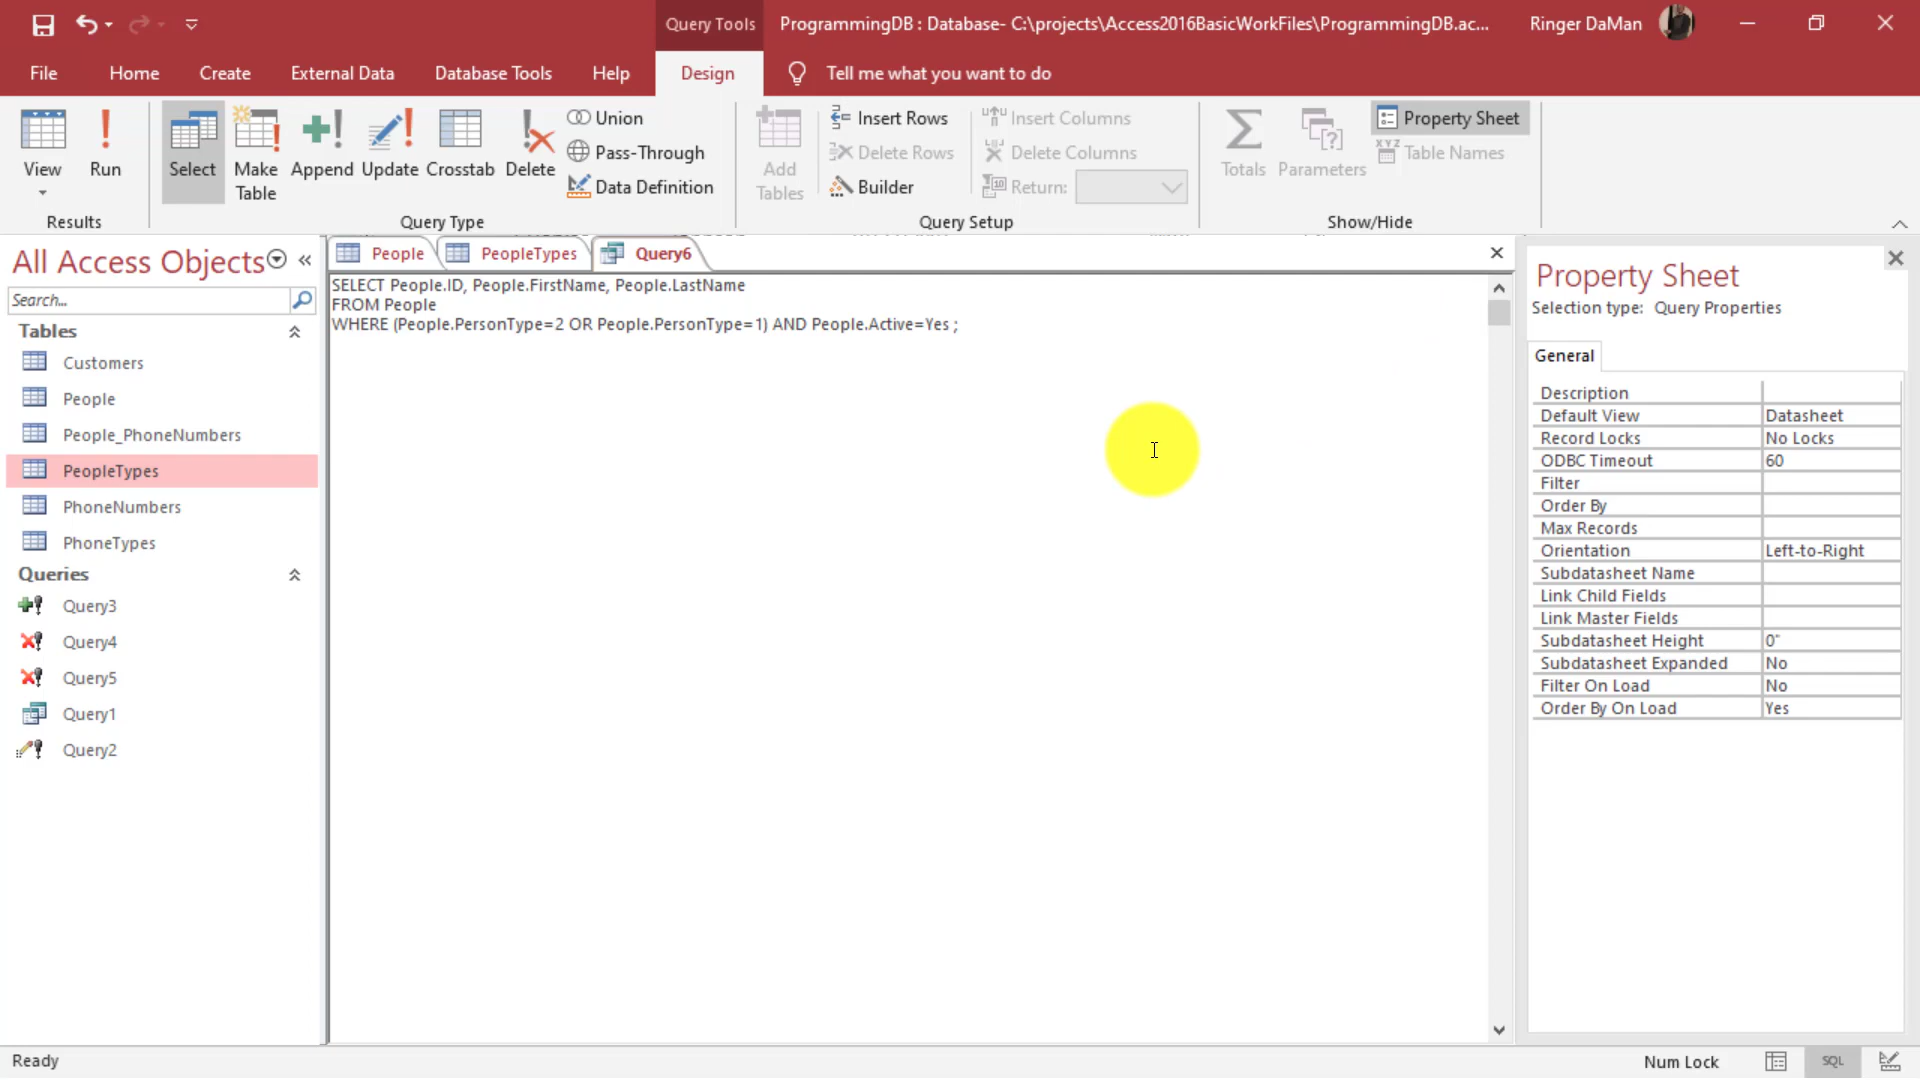 Query Tools
ProgrammingDB : Database- C:\projects\Access2016BasicWorkFiles\ProgrammingDB.ac...
Ringer DaMan
File
Home
Create
External Data
Database Tools
Help
Design
Tell me what you want to do
View
Run
Results
Select
Make Table
Append
Update
Crosstab
Delete
Union
Pass-Through
Data Definition
Query Type
Add Tables
Insert Rows
Delete Rows
Builder
Insert Columns
Delete Columns
Return:
Query Setup
Totals
Parameters
Property Sheet
XYZ Table Names
Show/Hide
All Access Objects
Search...
Tables
Customers
People
People_PhoneNumbers
PeopleTypes
PhoneNumbers
PhoneTypes
Queries
Query3
Query4
Query5
Query1
Query2
People
PeopleTypes
Query6
SELECT People.ID, People.FirstName, People.LastName
FROM People
WHERE (People.PersonType=2 OR People.PersonType=1) AND People.Active=Yes ;
Property Sheet
Selection type: Query Properties
General
Description
Default View Datasheet
Record Locks No Locks
ODBC Timeout 60
Filter
Order By
Max Records
Orientation Left-to-Right
Subdatasheet Name
Link Child Fields
Link Master Fields
Subdatasheet Height 0"
Subdatasheet Expanded No
Filter On Load No
Order By On Load Yes
Ready
Num Lock
SQL